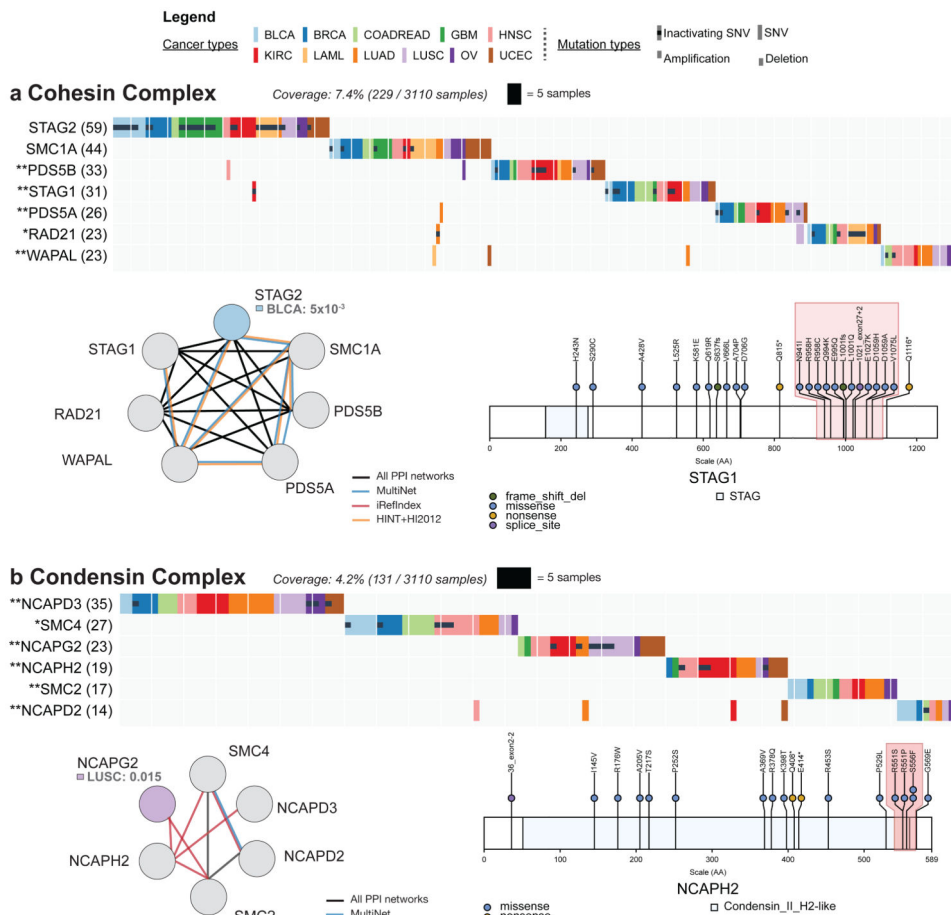 Legend
Cancer types
BLCA BRCA COADREAD GBM HNSC
KIRC LAML LUAD LUSC OV UCEC
Mutation types
Inactivating SNV SNV
Amplification Deletion
a Cohesin Complex
Coverage: 7.4% (229 / 3110 samples)
= 5 samples
STAG2 (59)
SMC1A (44)
**PDS5B (33)
**STAG1 (31)
**PDS5A (26)
*RAD21 (23)
**WAPAL (23)
STAG2
BLCA: 5x10-3
STAG1
SMC1A
RAD21
PDS5B
WAPAL
PDS5A
All PPI networks
MultiNet
iRefIndex
HINT+HI2012
H243N
S290C
A428V
L525R
K581E
Q619R
S637fs
V666L
A704P
D706G
Q815*
N941I
R958H
R958C
Q994K
E995Q
L1001fs
L1001Q
1021_exon27+2
E1027K
D1059H
D1059A
V1075L
Q1116*
0 200 400 600 800 1000 1200
Scale (AA)
STAG1
frame_shift_del
missense
nonsense
splice_site
STAG
b Condensin Complex
Coverage: 4.2% (131 / 3110 samples)
= 5 samples
**NCAPD3 (35)
*SMC4 (27)
**NCAPG2 (23)
**NCAPH2 (19)
**SMC2 (17)
**NCAPD2 (14)
SMC4
NCAPG2
LUSC: 0.015
NCAPD3
NCAPH2
NCAPD2
SMC2
All PPI networks
MultiNet
36_exon2-2
I145V
R176W
A205V
T217S
P252S
A369V
R378Q
K398T
Q406*
E414*
R453S
P529L
R551S
R551P
S556F
G569E
0 100 200 300 400 500 589
Scale (AA)
NCAPH2
missense
nonsense
Condensin_II_H2-like